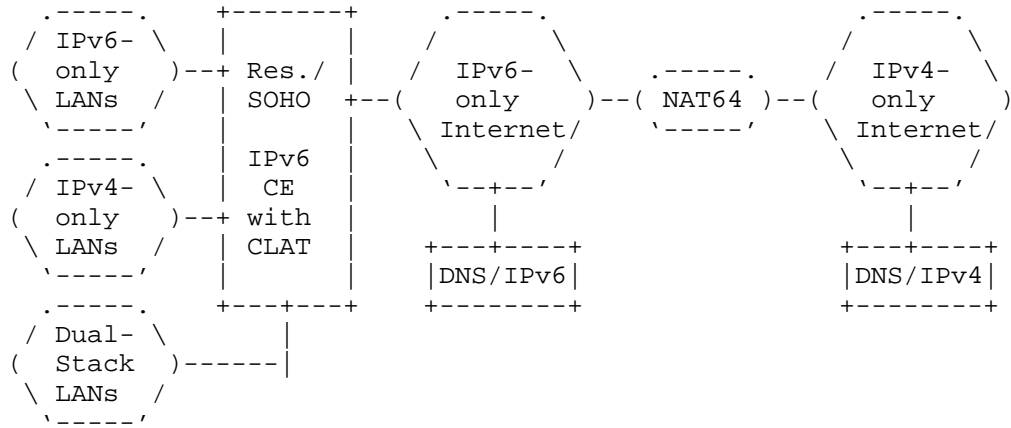 IPv6-
only
LANs
Res./
SOHO
IPv6
CE
with
CLAT
IPv6-
only
Internet
NAT64
IPv4-
only
Internet
IPv4-
only
LANs
DNS/IPv6
DNS/IPv4
Dual-
Stack
LANs